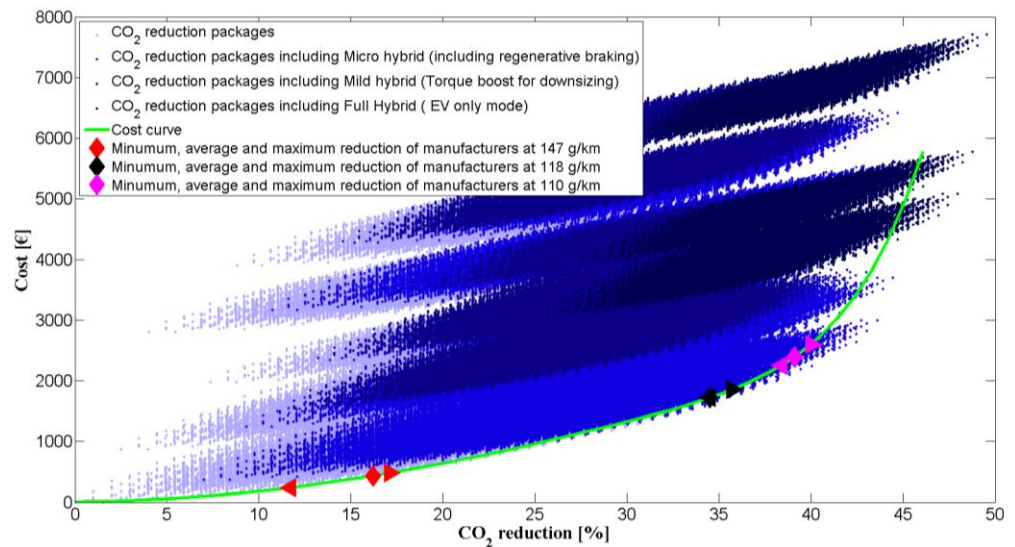 8000
7000
6000
5000
4000
3000
2000
1000
0
Cost [€]
CO2 reduction packages
CO2 reduction packages including Micro hybrid (including regenerative braking)
CO2 reduction packages including Mild hybrid (Torque boost for downsizing)
CO2 reduction packages including Full Hybrid ( EV only mode)
Cost curve
Minumum, average and maximum reduction of manufacturers at 147 g/km
Minumum, average and maximum reduction of manufacturers at 118 g/km
Minumum, average and maximum reduction of manufacturers at 110 g/km
0 5 10 15 20 25 30 35 40 45 50
CO2 reduction [%]